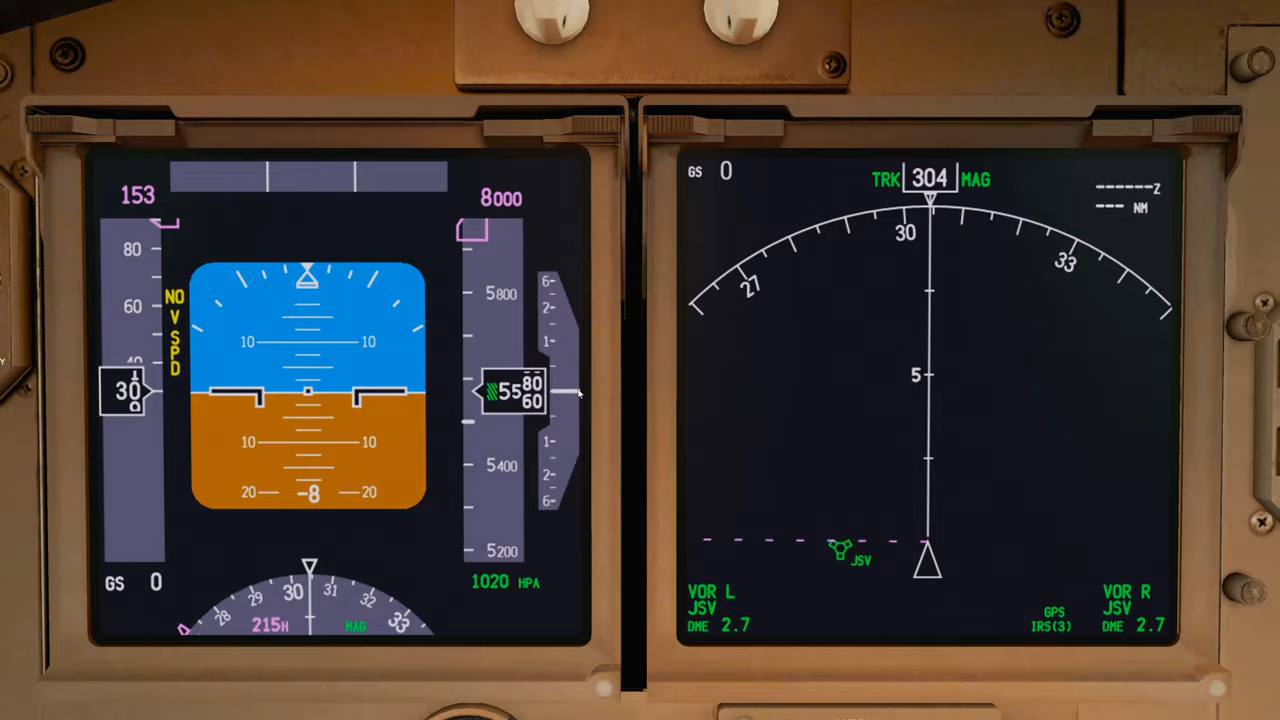 153
80
60
40
30
0
NO
V
S
P
D
10 10
10 10
20 -8 20
GS 0
8000
5800
5580
60
5400
5200
6
2
1
1
2
6
1020 HPA
28 29 30 31 32 33
215H MAG
GS 0
TRK 304 MAG
------Z
--- NM
27 30 33
5
JSV
VOR L
JSV
DME 2.7
GPS
IRS(3)
VOR R
JSV
DME 2.7